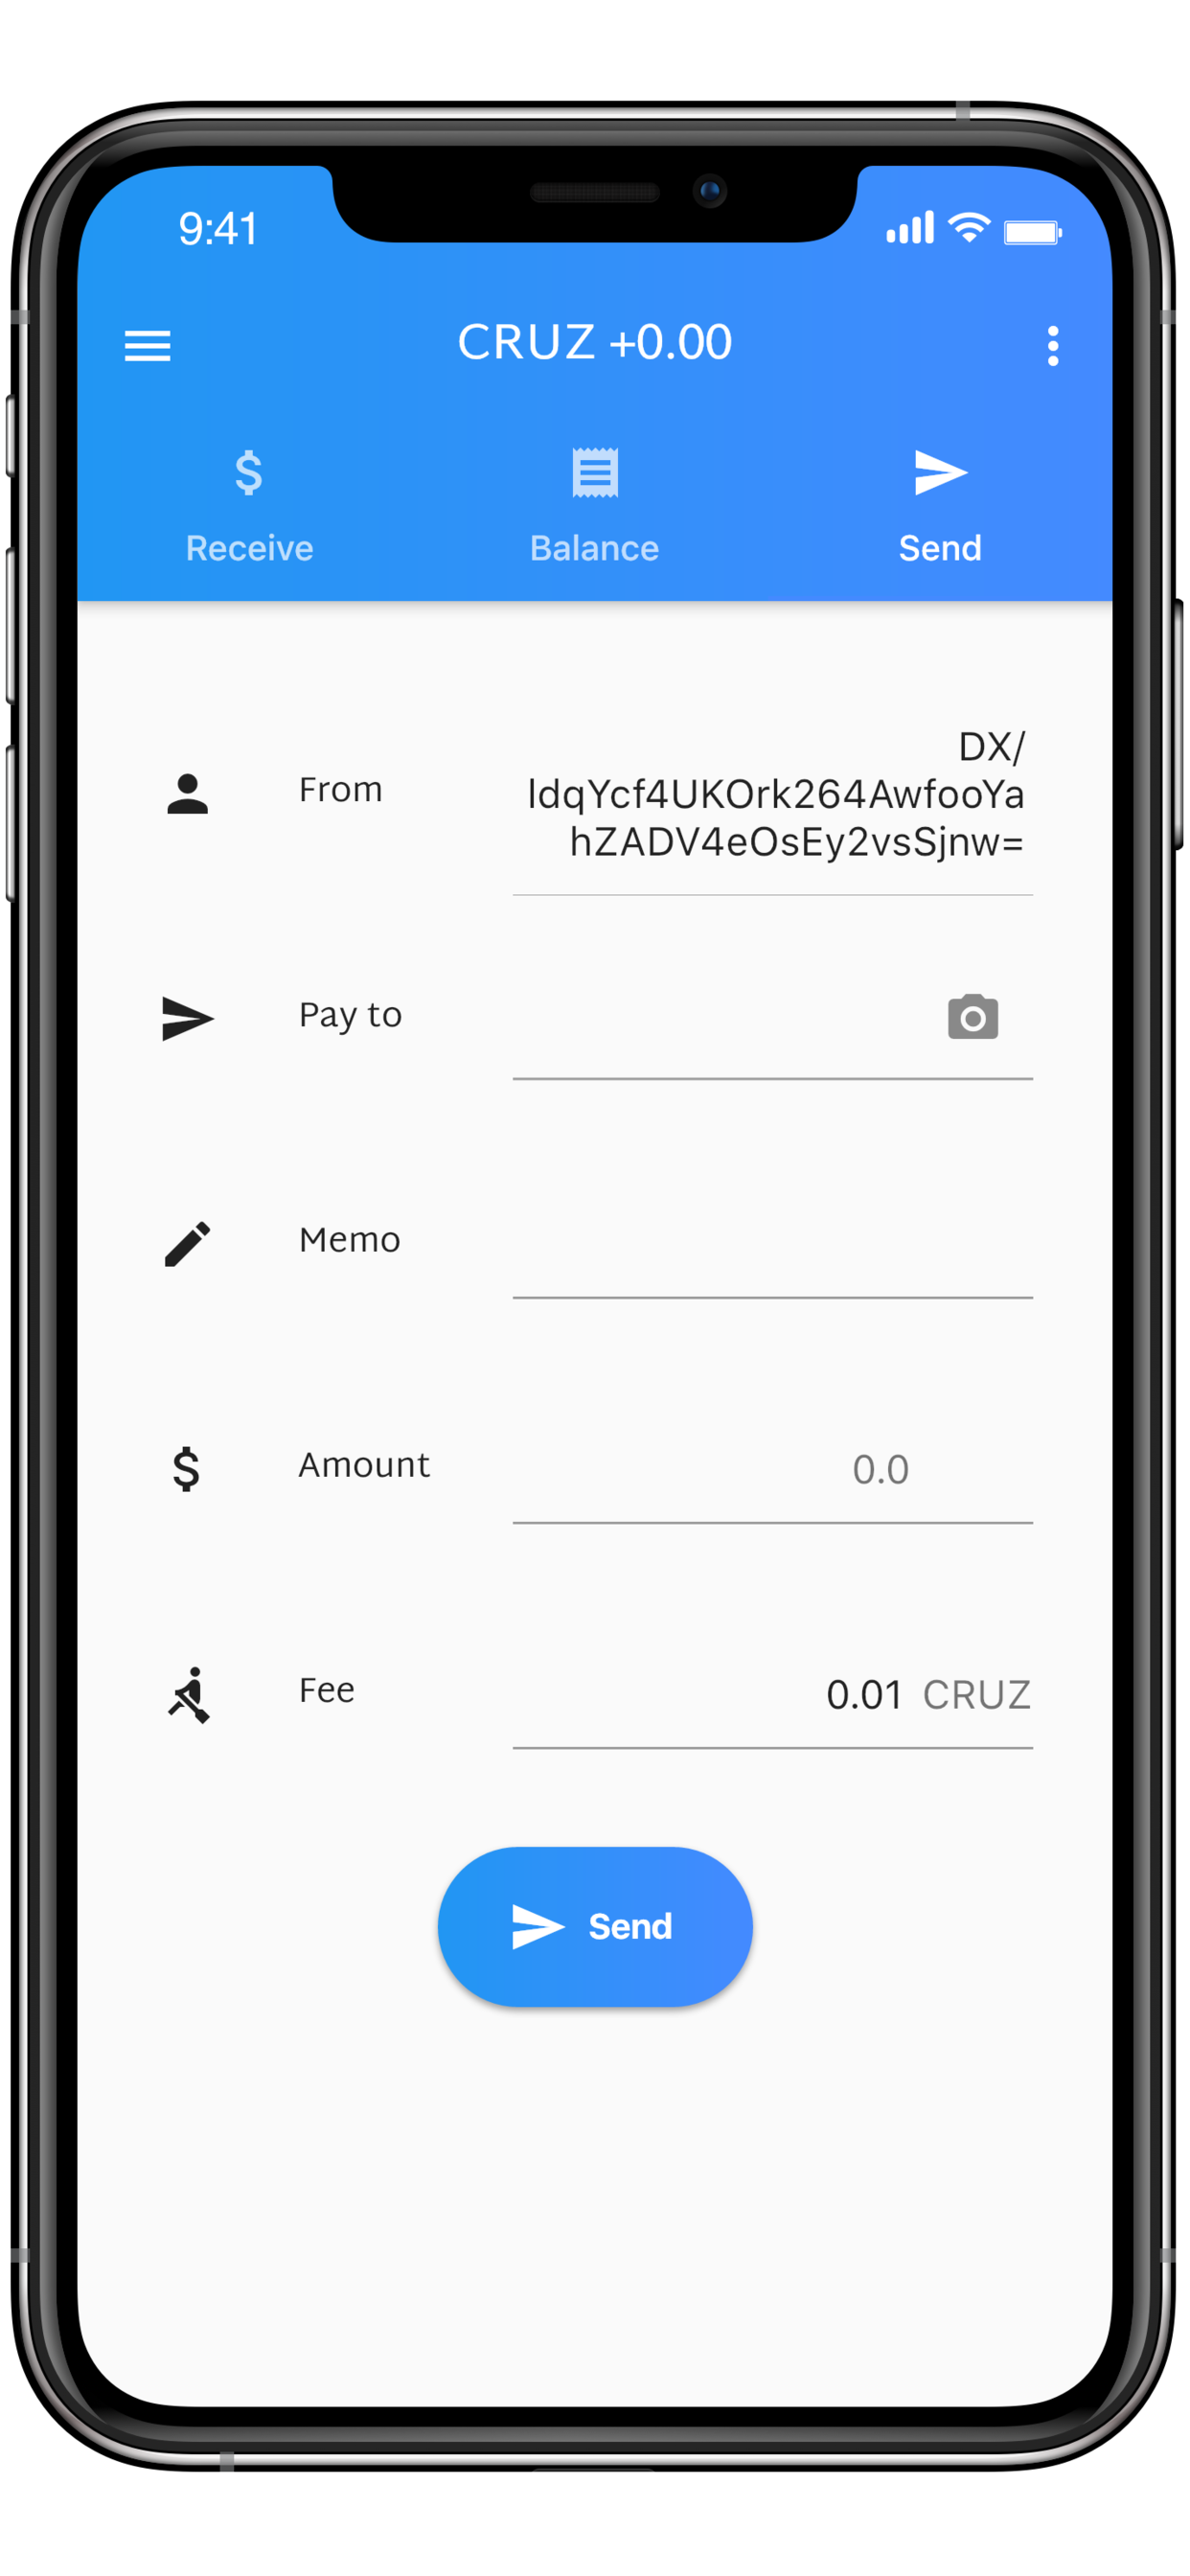 9:41
CRUZ +0.00
$
Receive
Balance
Send
From
DX/
ldqYcf4UKOrk264AwfooYa
hZADV4eOsEy2vsSjnw=
Pay to
Memo
$ Amount 0.0
Fee 0.01 CRUZ
Send